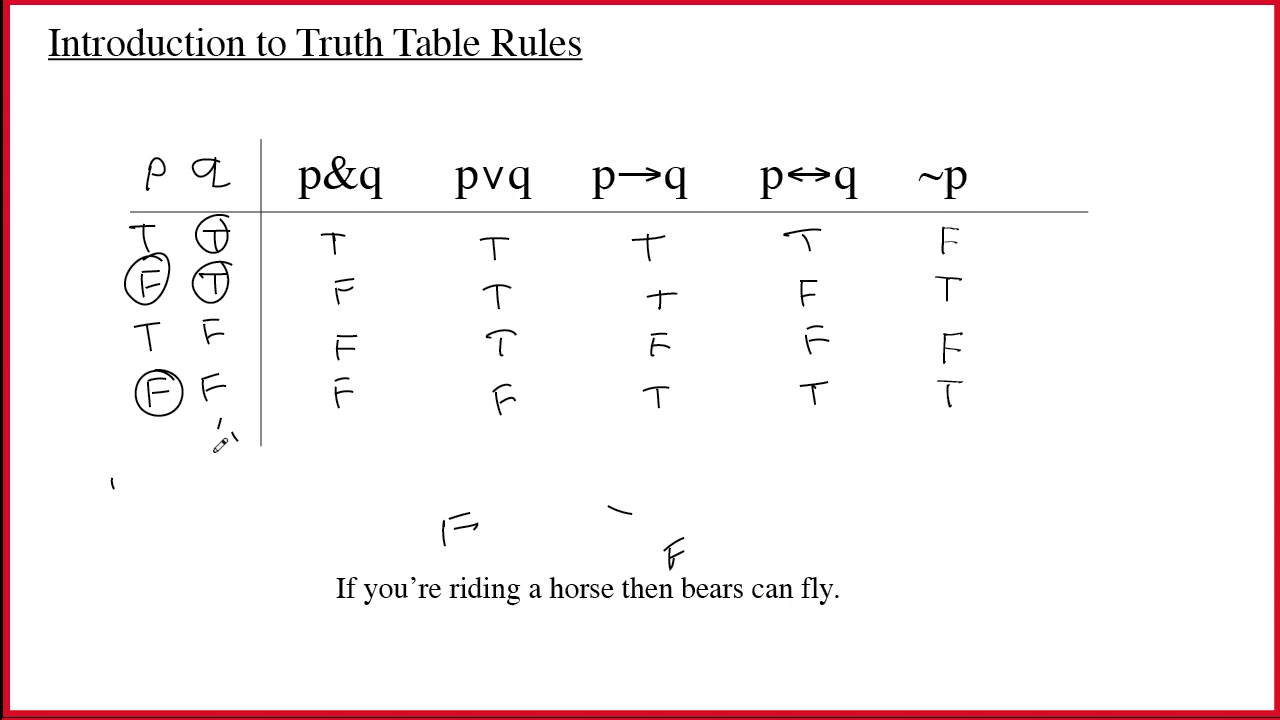 Introduction to Truth Table Rules
p q p&q p∨q p→q p↔q ~p
T T T T T T F
F T F T T F T
T F F T F F F
F F F F T T T
F
F
If you’re riding a horse then bears can fly.